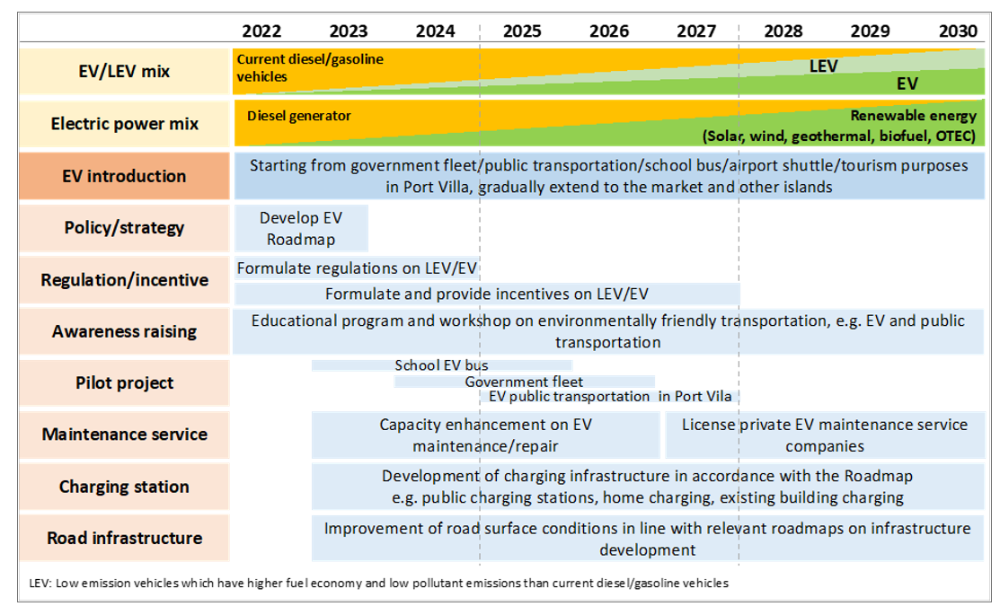 2022 2023 2024 2025 2026 2027 2028 2029 2030
EV/LEV mix
Current diesel/gasoline
vehicles
LEV
EV
Electric power mix
Diesel generator
Renewable energy
(Solar, wind, geothermal, biofuel, OTEC)
EV introduction
Starting from government fleet/public transportation/school bus/airport shuttle/tourism purposes
in Port Villa, gradually extend to the market and other islands
Policy/strategy
Develop EV
Roadmap
Regulation/incentive
Formulate regulations on LEV/EV
Formulate and provide incentives on LEV/EV
Awareness raising
Educational program and workshop on environmentally friendly transportation, e.g. EV and public
transportation
Pilot project
School EV bus
Government fleet
EV public transportation in Port Vila
Maintenance service
Capacity enhancement on EV
maintenance/repair
License private EV maintenance service
companies
Charging station
Development of charging infrastructure in accordance with the Roadmap
e.g. public charging stations, home charging, existing building charging
Road infrastructure
Improvement of road surface conditions in line with relevant roadmaps on infrastructure
development
LEV: Low emission vehicles which have higher fuel economy and low pollutant emissions than current diesel/gasoline vehicles